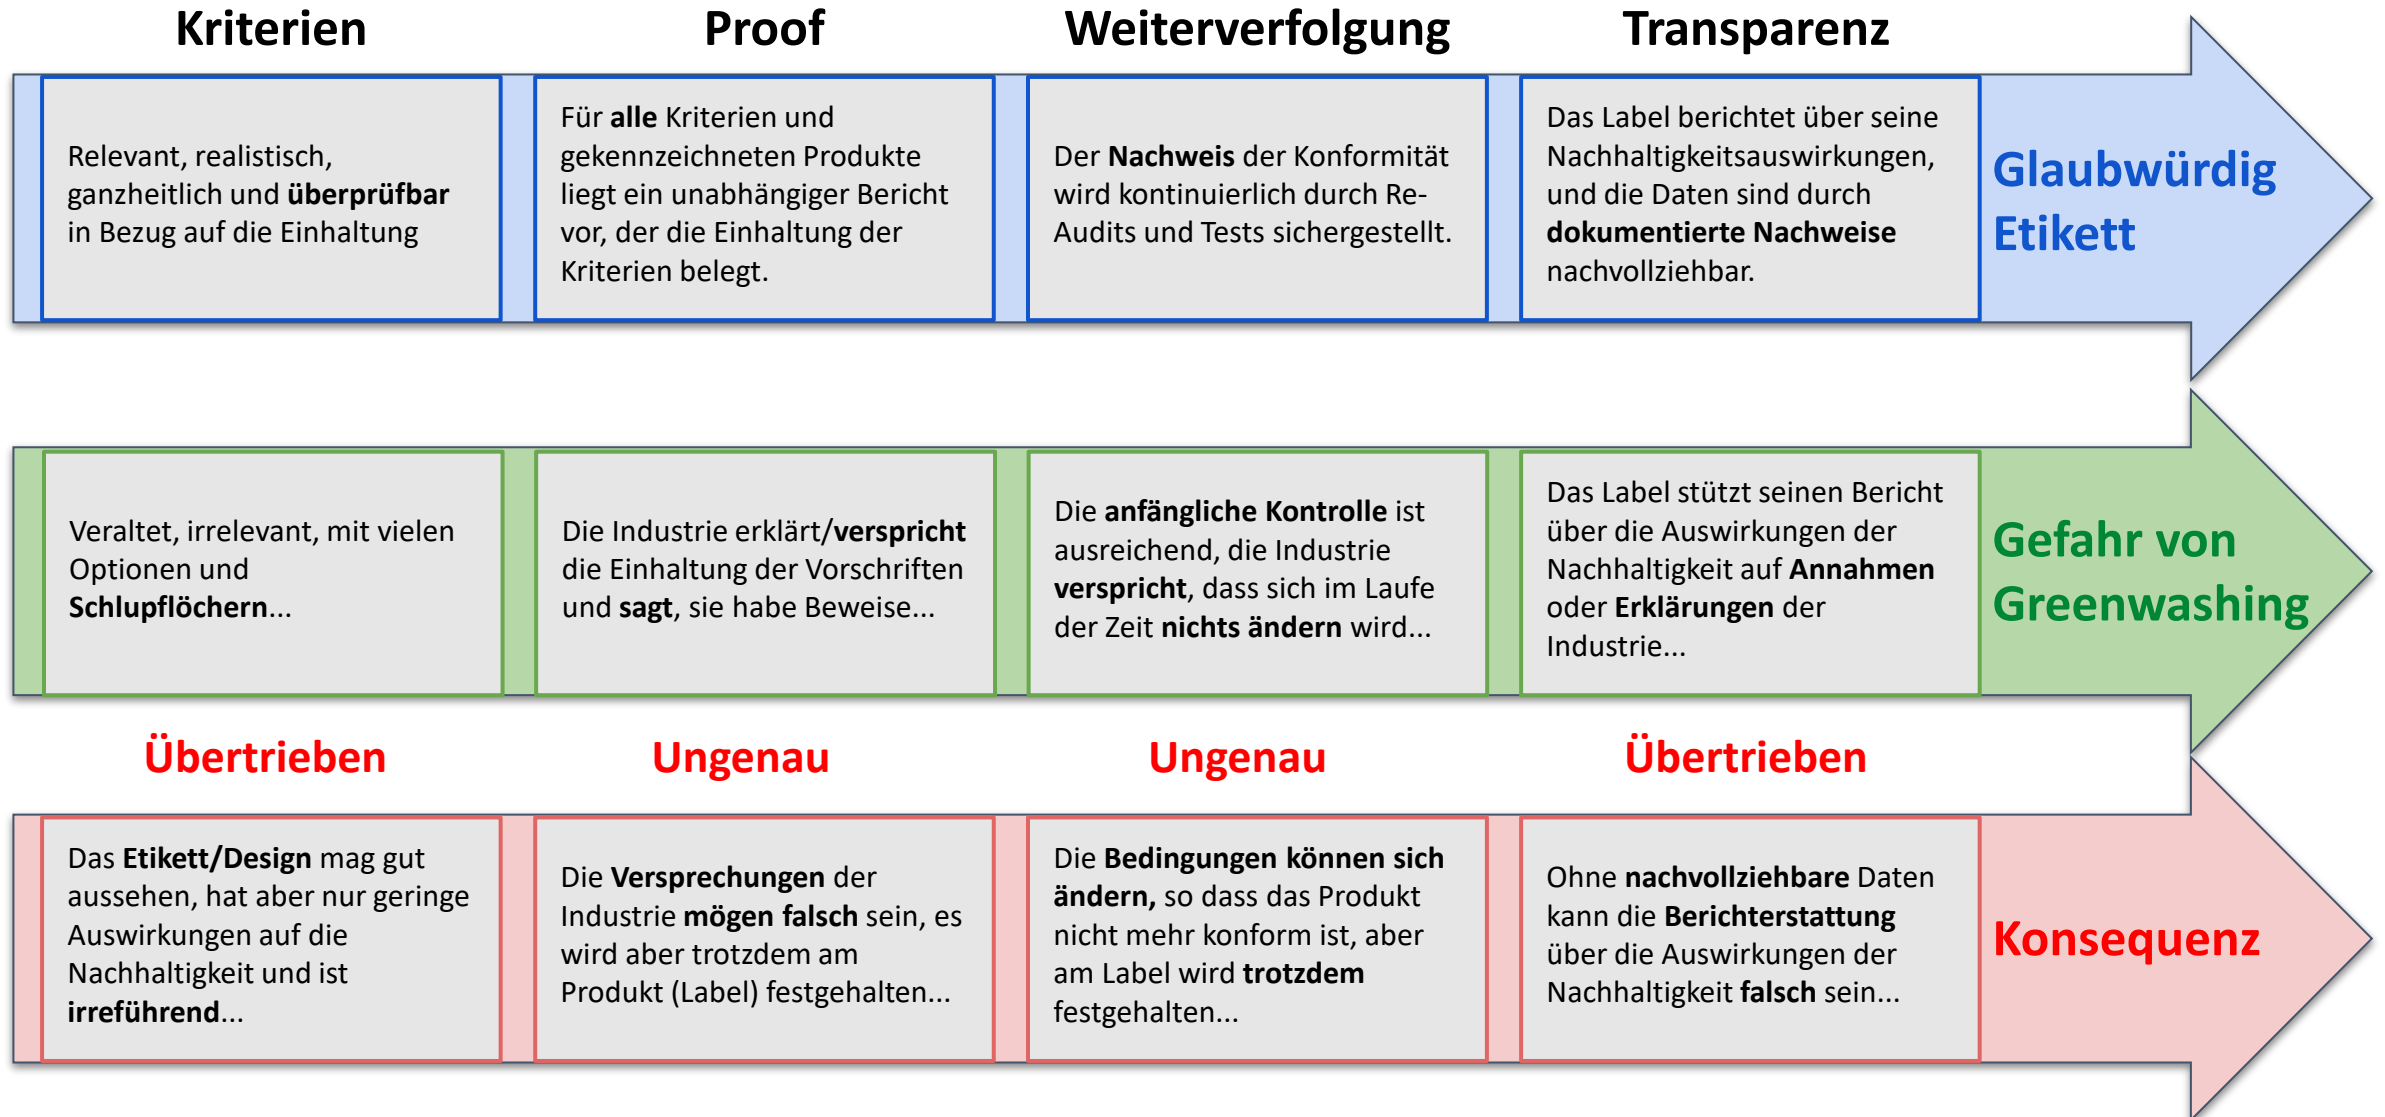 Kriterien
Proof
Weiterverfolgung
Transparenz
Relevant, realistisch,
ganzheitlich und überprüfbar
in Bezug auf die Einhaltung
Für alle Kriterien und
gekennzeichneten Produkte
liegt ein unabhängiger Bericht
vor, der die Einhaltung der
Kriterien belegt.
Der Nachweis der Konformität
wird kontinuierlich durch Re-
Audits und Tests sichergestellt.
Das Label berichtet über seine
Nachhaltigkeitsauswirkungen,
und die Daten sind durch
dokumentierte Nachweise
nachvollziehbar.
Glaubwürdig
Etikett
Veraltet, irrelevant, mit vielen
Optionen und
Schlupflöchern...
Die Industrie erklärt/verspricht
die Einhaltung der Vorschriften
und sagt, sie habe Beweise...
Die anfängliche Kontrolle ist
ausreichend, die Industrie
verspricht, dass sich im Laufe
der Zeit nichts ändern wird...
Das Label stützt seinen Bericht
über die Auswirkungen der
Nachhaltigkeit auf Annahmen
oder Erklärungen der
Industrie...
Gefahr von
Greenwashing
Übertrieben
Ungenau
Ungenau
Übertrieben
Das Etikett/Design mag gut
aussehen, hat aber nur geringe
Auswirkungen auf die
Nachhaltigkeit und ist
irreführend...
Die Versprechungen der
Industrie mögen falsch sein, es
wird aber trotzdem am
Produkt (Label) festgehalten...
Die Bedingungen können sich
ändern, so dass das Produkt
nicht mehr konform ist, aber
am Label wird trotzdem
festgehalten...
Ohne nachvollziehbare Daten
kann die Berichterstattung
über die Auswirkungen der
Nachhaltigkeit falsch sein...
Konsequenz